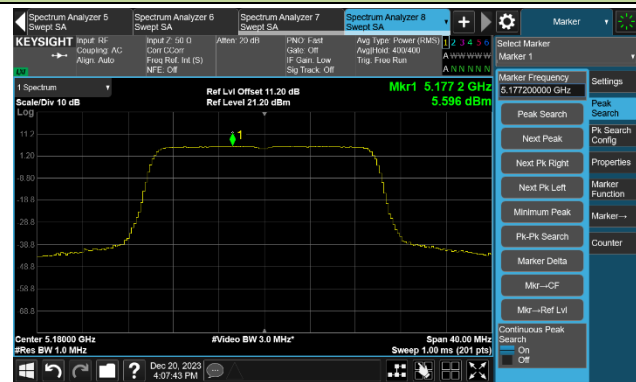 Spectrum Analyzer 5
Swept SA
Spectrum Analyzer 6
Swept SA
Spectrum Analyzer 7
Swept SA
Spectrum Analyzer 8
Swept SA
Marker
KEYSIGHT
Input: RF
Coupling: AC
Align: Auto
Input Z: 50 Ω
Corr CCorr
Freq Ref: Int (S)
NFE: Off
Atten: 20 dB
PNO: Fast
Gate: Off
IF Gain: Low
Sig Track: Off
Avg Type: Power (RMS)
Avg|Hold: 400/400
Trig: Free Run
1 2 3 4 5 6
A W W W W W
A N N N N N
Select Marker
Marker 1
1 Spectrum
Scale/Div 10 dB
Log
Ref Lvl Offset 11.20 dB
Ref Level 21.20 dBm
Mkr1 5.177 2 GHz
5.596 dBm
11.2
1.20
-8.80
-18.8
-28.8
-38.8
-48.8
-58.8
-68.8
1
Center 5.18000 GHz
#Res BW 1.0 MHz
#Video BW 3.0 MHz*
Span 40.00 MHz
Sweep 1.00 ms (201 pts)
Marker Frequency
5.177200000 GHz
Peak Search
Next Peak
Next Pk Right
Next Pk Left
Minimum Peak
Pk-Pk Search
Marker Delta
Mkr→CF
Mkr→Ref Lvl
Continuous Peak
Search
On
Off
Settings
Peak
Search
Pk Search
Config
Properties
Marker
Function
Marker→
Counter
Dec 20, 2023
4:07:43 PM